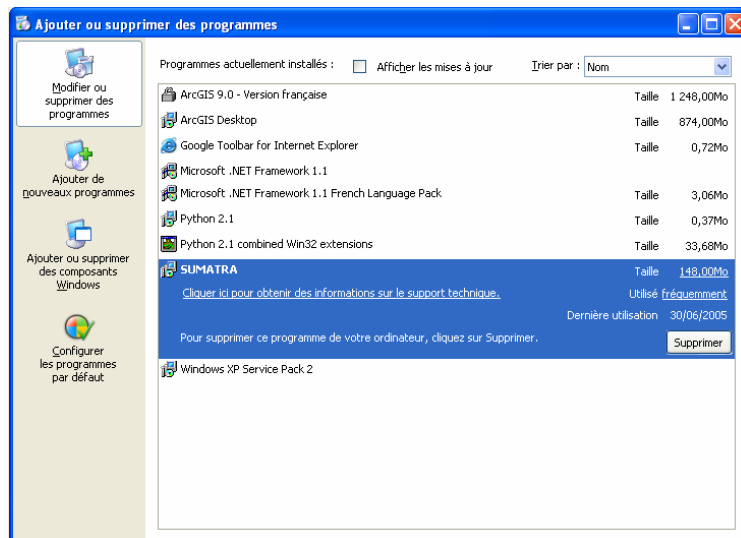 Ajouter ou supprimer des programmes
Modifier ou
supprimer des
programmes
Ajouter de
nouveaux programmes
Ajouter ou supprimer
des composants
Windows
Configurer
les programmes
par défaut
Programmes actuellement installés : Afficher les mises à jour Trier par : Nom
ArcGIS 9.0 - Version française Taille 1 248,00Mo
ArcGIS Desktop Taille 874,00Mo
Google Toolbar for Internet Explorer Taille 0,72Mo
Microsoft .NET Framework 1.1
Microsoft .NET Framework 1.1 French Language Pack Taille 3,06Mo
Python 2.1 Taille 0,37Mo
Python 2.1 combined Win32 extensions Taille 33,68Mo
SUMATRA Taille 148,00Mo
Cliquer ici pour obtenir des informations sur le support technique. Utilisé fréquemment
Dernière utilisation 30/06/2005
Pour supprimer ce programme de votre ordinateur, cliquez sur Supprimer. Supprimer
Windows XP Service Pack 2